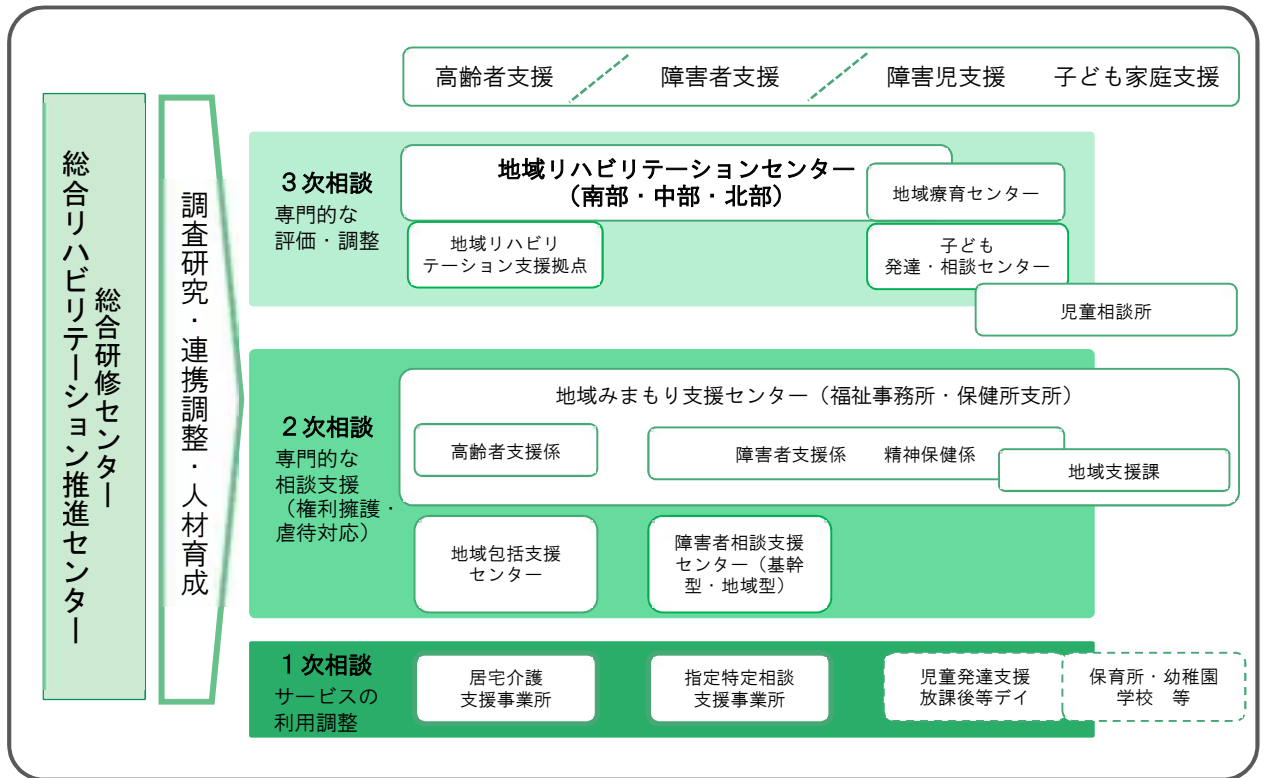 高齢者支援 障害者支援 障害児支援 子ども家庭支援
総合研修センター
総合リハビリテーション推進センター
調査研究・連携調整・人材育成
3次相談
専門的な
評価・調整
地域リハビリテーションセンター
(南部・中部・北部)
地域療育センター
地域リハビリ
テーション支援拠点
子ども
発達・相談センター
児童相談所
2次相談
専門的な
相談支援
(権利擁護・
虐待対応)
地域みまもり支援センター(福祉事務所・保健所支所)
高齢者支援係
障害者支援係 精神保健係
地域支援課
地域包括支援
センター
障害者相談支援
センター(基幹
型・地域型)
1次相談
サービスの
利用調整
居宅介護
支援事業所
指定特定相談
支援事業所
児童発達支援
放課後等デイ
保育所・幼稚園
学校 等